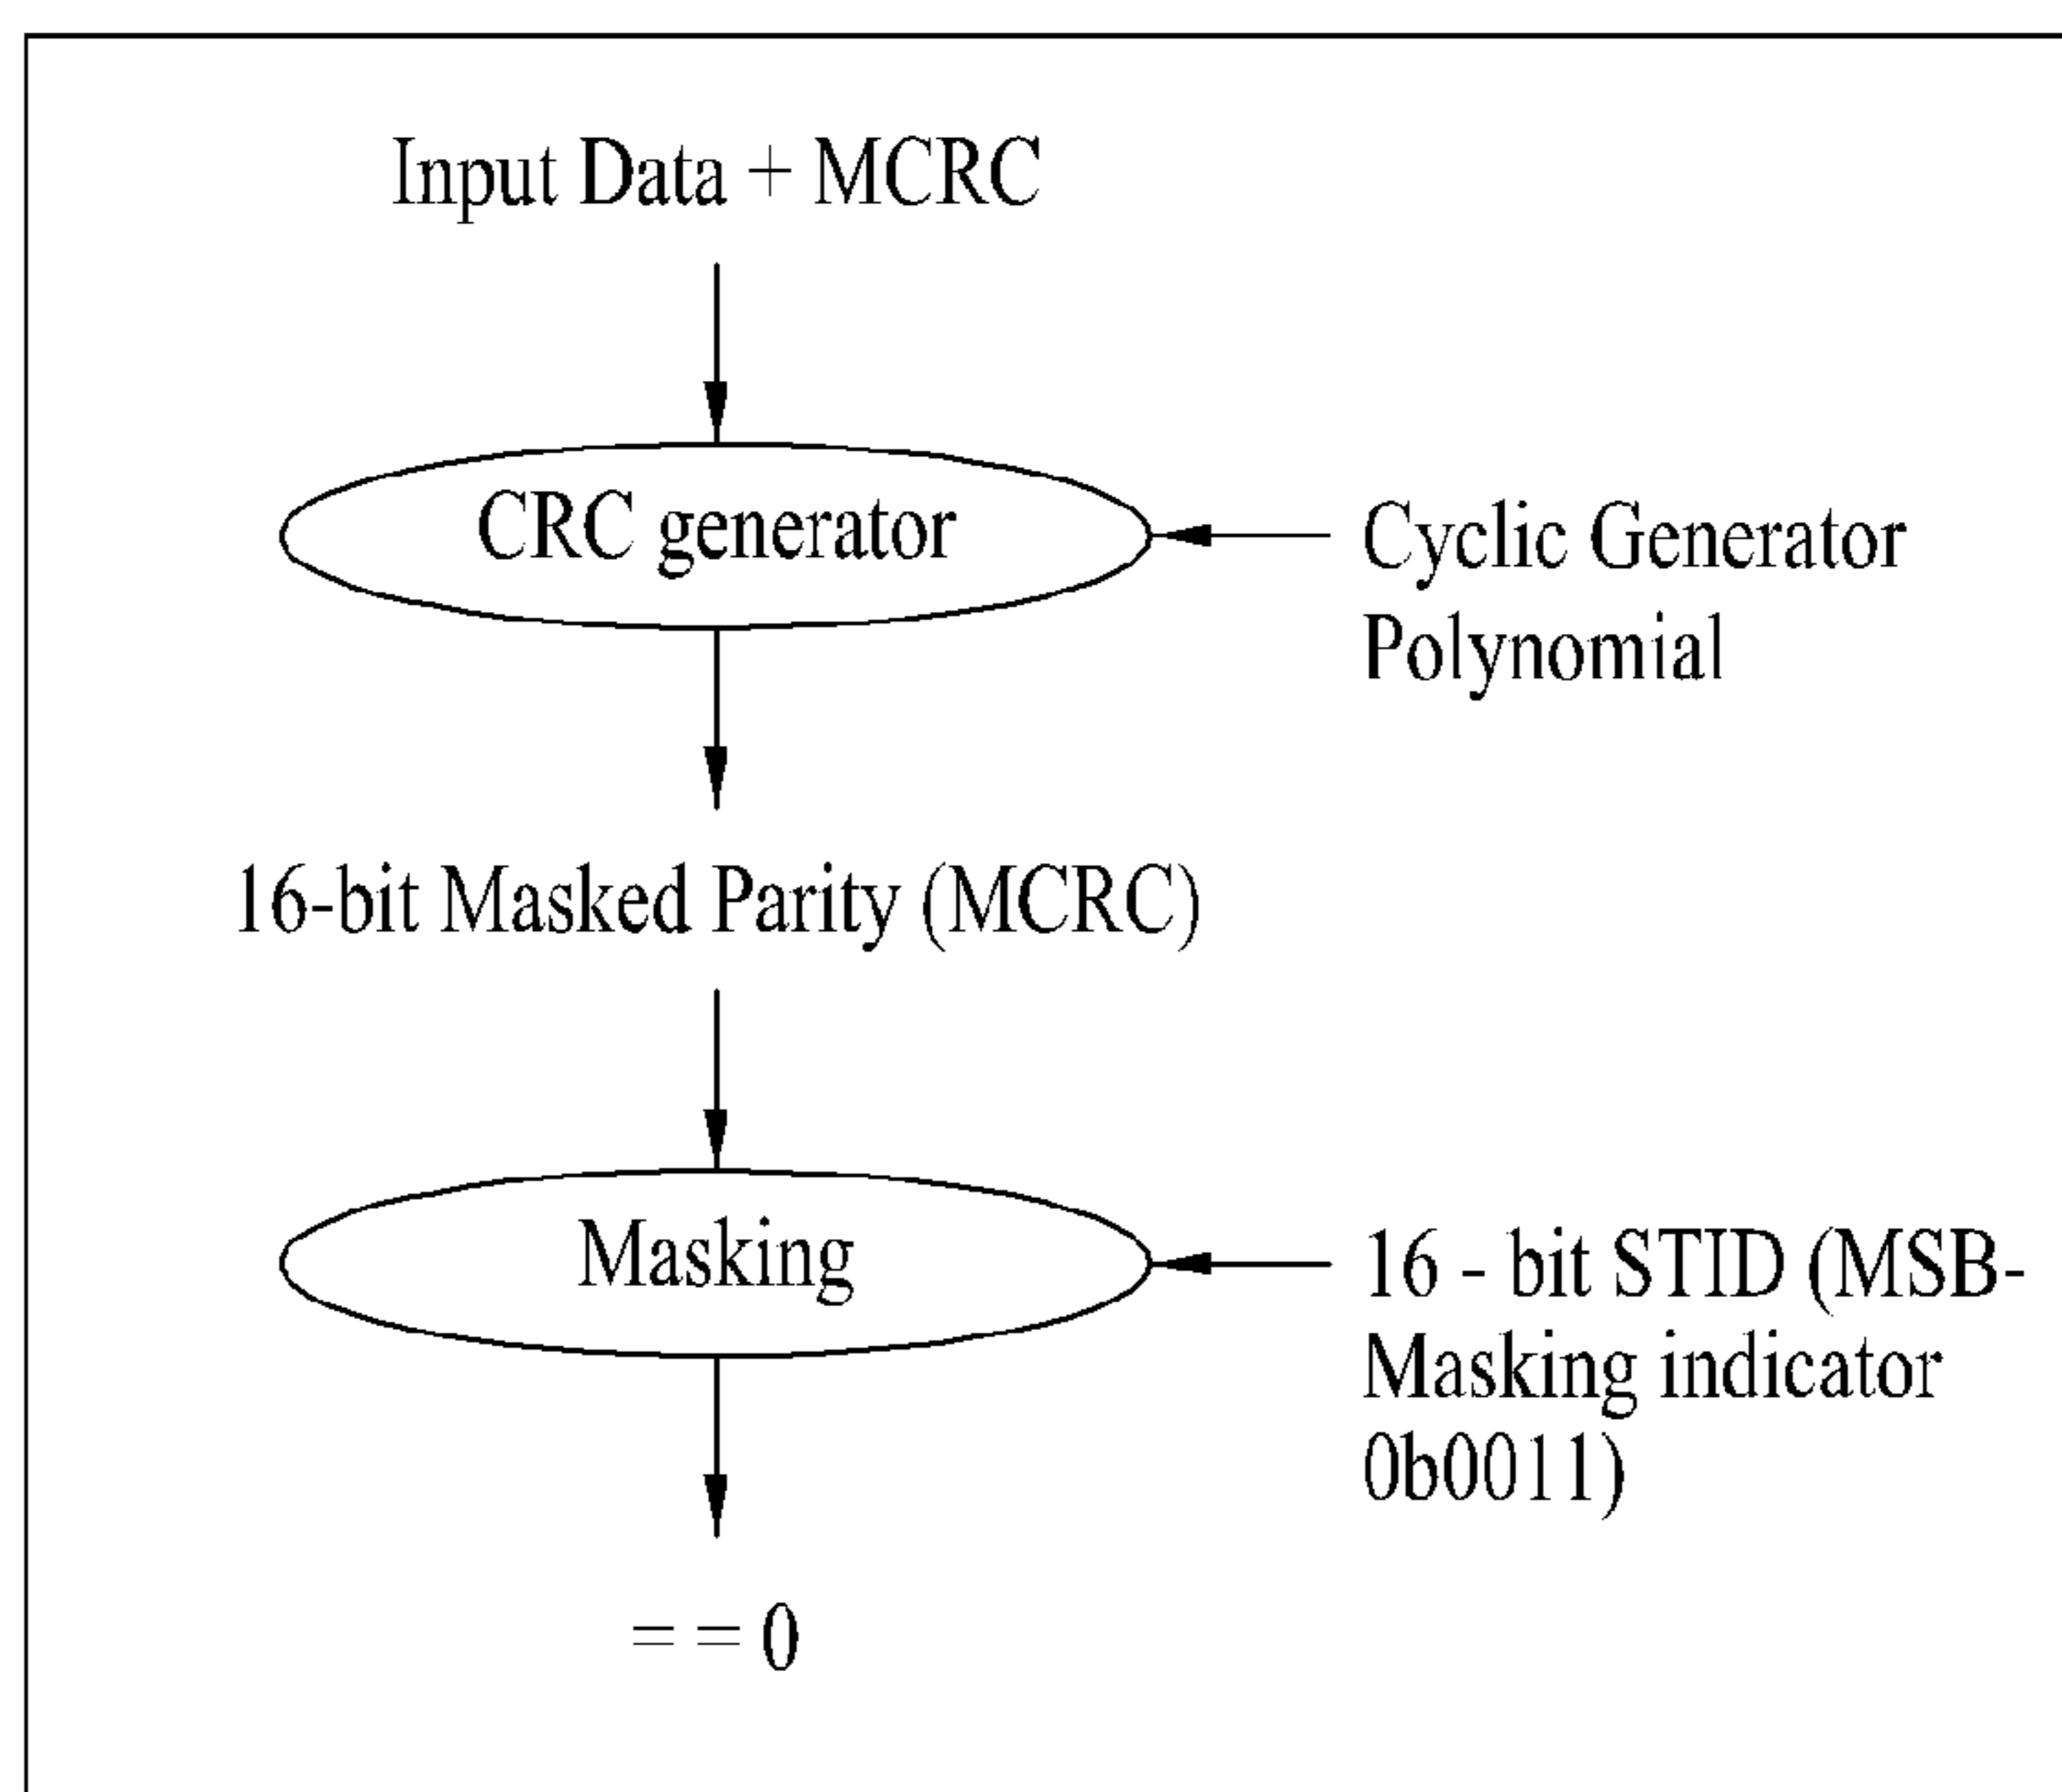 Input Data + MCRC
CRC generator
Cyclic Generator
Polynomial
16-bit Masked Parity (MCRC)
Masking
16 - bit STID (MSB-
Masking indicator
0b0011)
= = 0